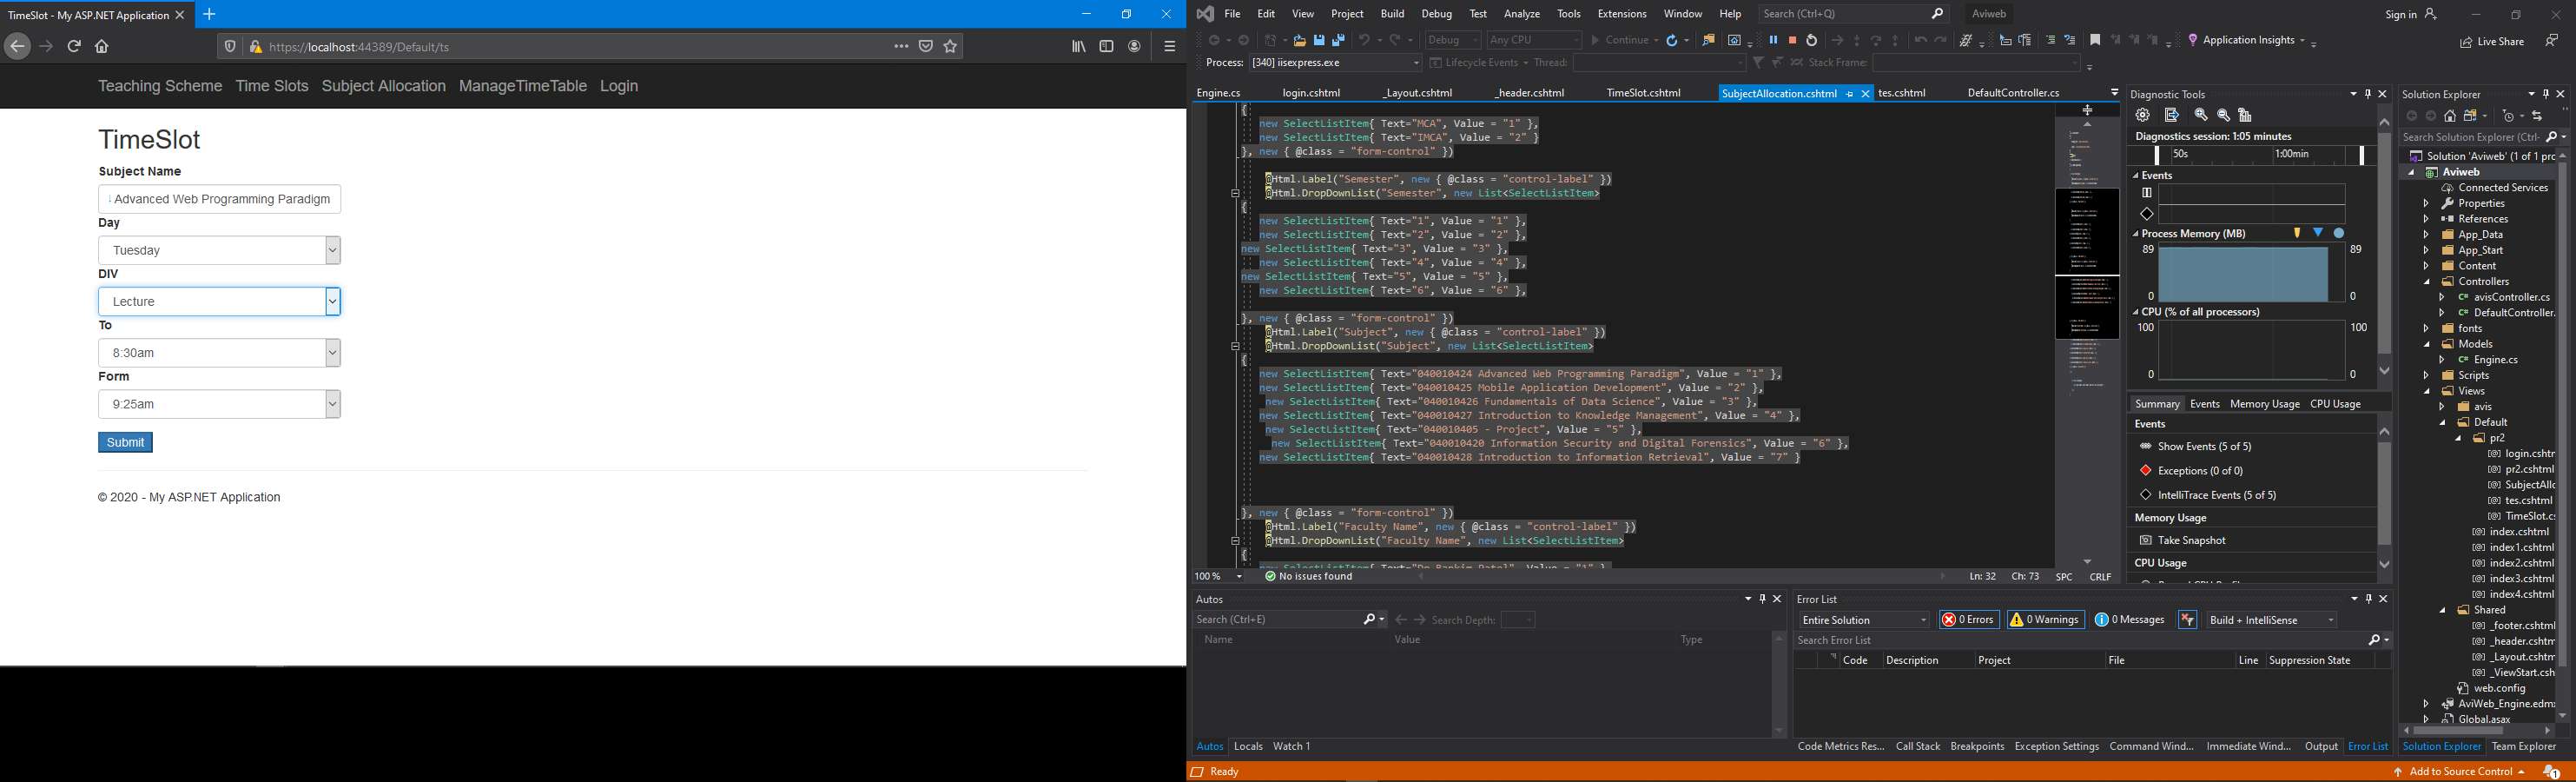 TimeSlot - My ASP.NET Application
https://localhost:44389/Default/ts
Teaching Scheme Time Slots Subject Allocation ManageTimeTable Login
TimeSlot
Subject Name
Advanced Web Programming Paradigm
Day
Tuesday
DIV
Lecture
To
8:30am
Form
9:25am
Submit
© 2020 - My ASP.NET Application
File Edit View Project Build Debug Test Analyze Tools Extensions Window Help Search (Ctrl+Q) Aviweb Sign in
Debug Any CPU Continue Application Insights Live Share
Process: [340] iisexpress.exe Lifecycle Events Thread: Stack Frame:
Engine.cs login.cshtml _Layout.cshtml _header.cshtml TimeSlot.cshtml SubjectAllocation.cshtml tes.cshtml DefaultController.cs
{
new SelectListItem{ Text="MCA", Value = "1" },
new SelectListItem{ Text="IMCA", Value = "2" }
}, new { @class = "form-control" })
@Html.Label("Semester", new { @class = "control-label" })
@Html.DropDownList("Semester", new List<SelectListItem>
{
new SelectListItem{ Text="1", Value = "1" },
new SelectListItem{ Text="2", Value = "2" },
new SelectListItem{ Text="3", Value = "3" },
new SelectListItem{ Text="4", Value = "4" },
new SelectListItem{ Text="5", Value = "5" },
new SelectListItem{ Text="6", Value = "6" },
}, new { @class = "form-control" })
@Html.Label("Subject", new { @class = "control-label" })
@Html.DropDownList("Subject", new List<SelectListItem>
{
new SelectListItem{ Text="040010424 Advanced Web Programming Paradigm", Value = "1" },
new SelectListItem{ Text="040010425 Mobile Application Development", Value = "2" },
new SelectListItem{ Text="040010426 Fundamentals of Data Science", Value = "3" },
new SelectListItem{ Text="040010427 Introduction to Knowledge Management", Value = "4" },
new SelectListItem{ Text="040010405 - Project", Value = "5" },
new SelectListItem{ Text="040010420 Information Security and Digital Forensics", Value = "6" },
new SelectListItem{ Text="040010428 Introduction to Information Retrieval", Value = "7" }
}, new { @class = "form-control" })
@Html.Label("Faculty Name", new { @class = "control-label" })
@Html.DropDownList("Faculty Name", new List<SelectListItem>
{
100 % No issues found Ln: 32 Ch: 73 SPC CRLF
Autos
Search (Ctrl+E) Search Depth:
Name Value Type
Autos Locals Watch 1
Error List
Entire Solution 0 Errors 0 Warnings 0 Messages Build + IntelliSense
Search Error List
Code Description Project File Line Suppression State
Code Metrics Res... Call Stack Breakpoints Exception Settings Command Wind... Immediate Wind... Output Error List
Diagnostic Tools
Diagnostics session: 1:05 minutes
50s 1:00min
Events
Process Memory (MB)
89 89
0 0
CPU (% of all processors)
100 100
0 0
Summary Events Memory Usage CPU Usage
Events
Show Events (5 of 5)
Exceptions (0 of 0)
IntelliTrace Events (5 of 5)
Memory Usage
Take Snapshot
CPU Usage
Solution Explorer
Search Solution Explorer (Ctrl-
Solution 'Aviweb' (1 of 1 prc
Aviweb
Connected Services
Properties
References
App_Data
App_Start
Content
Controllers
avisController.cs
DefaultController.
fonts
Models
Engine.cs
Scripts
Views
avis
Default
pr2
login.cshtr
pr2.cshtml
SubjectAllc
tes.cshtml
TimeSlot.cs
index.cshtml
index1.cshtml
index2.cshtml
index3.cshtml
index4.cshtml
Shared
_footer.cshtml
_header.cshtm
_Layout.cshtm
_ViewStart.csh
web.config
AviWeb_Engine.edmx
Global.asax
Solution Explorer Team Explorer
Ready Add to Source Control 1